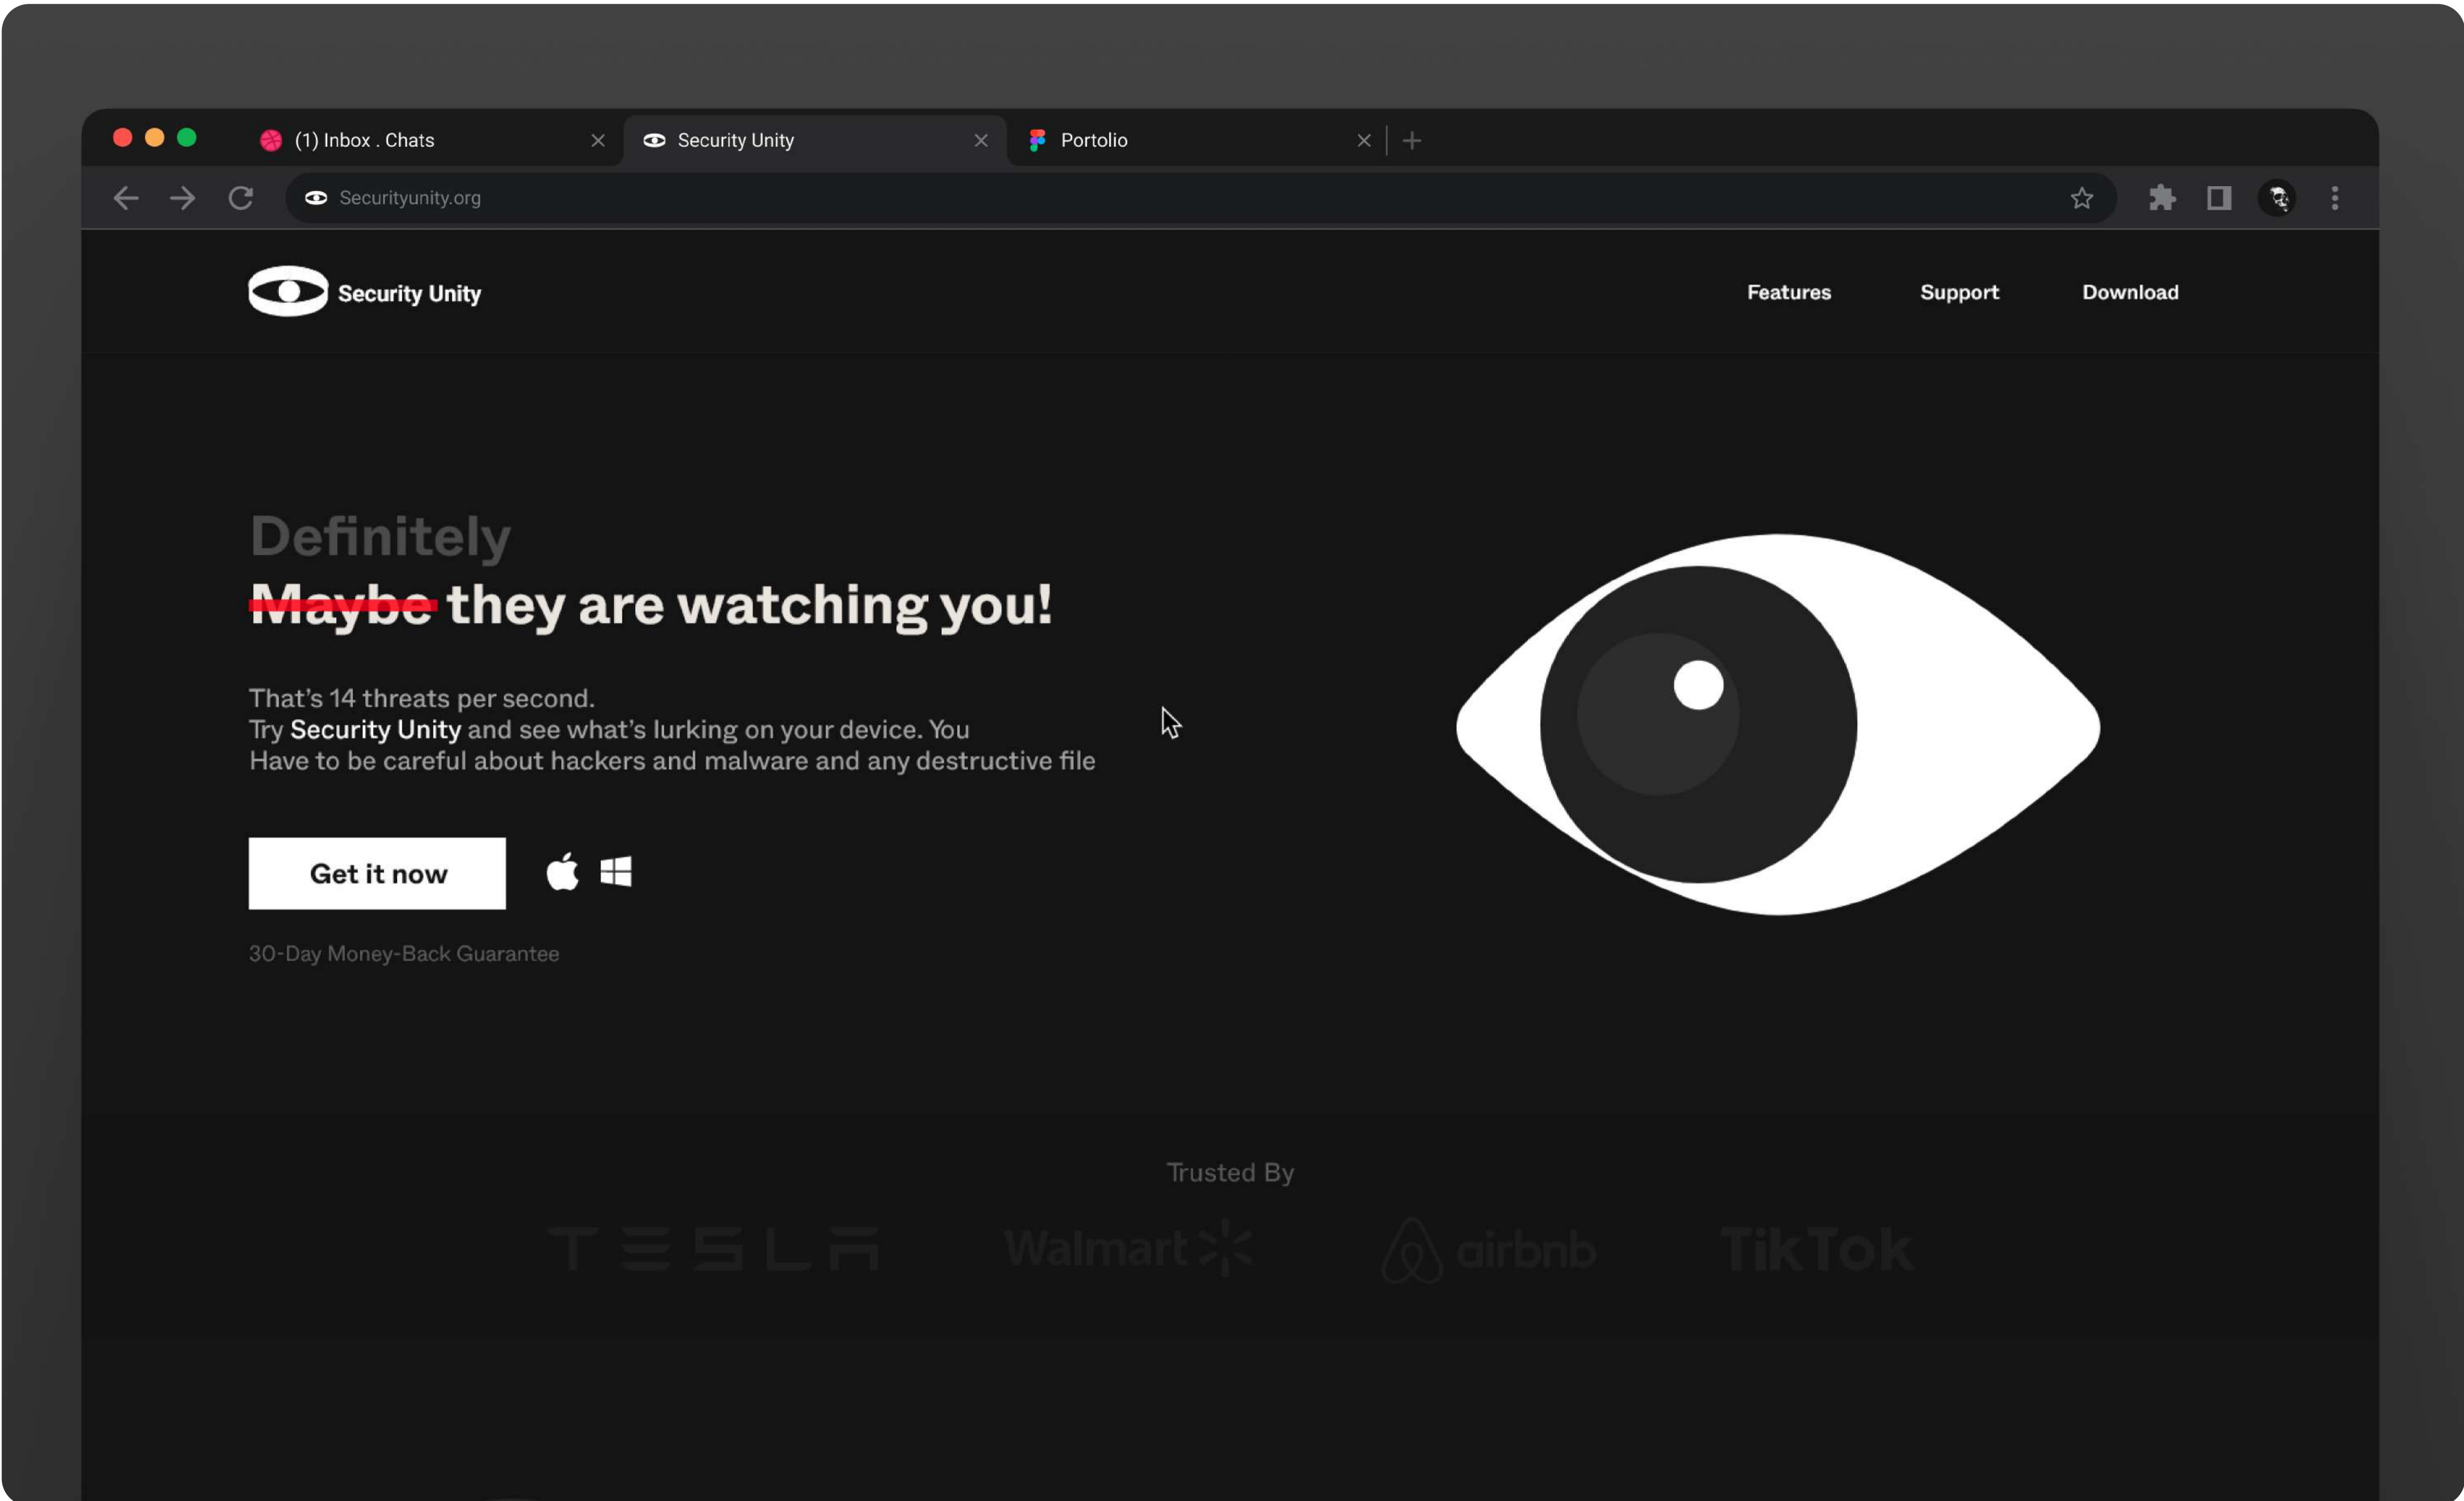 (1) Inbox . Chats
Security Unity
Portolio
Securityunity.org
Security Unity
Features
Support
Download
Definitely
Maybe they are watching you!
That’s 14 threats per second.
Try Security Unity and see what’s lurking on your device. You
Have to be careful about hackers and malware and any destructive file
Get it now
30-Day Money-Back Guarantee
Trusted By
TESLA
Walmart
airbnb
TikTok